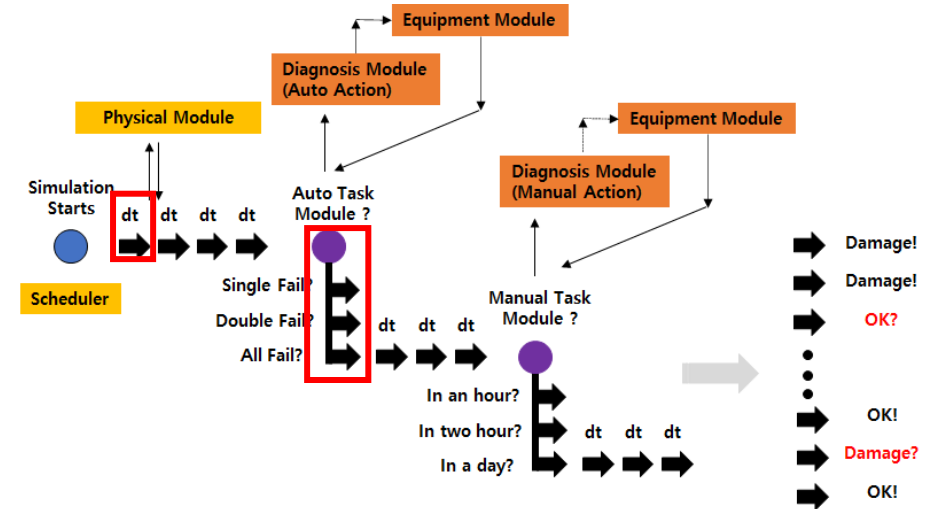 Equipment Module
Diagnosis Module
(Auto Action)
Physical Module
Equipment Module
Diagnosis Module
(Manual Action)
Simulation
Starts
dt
dt
dt
dt
Auto Task
Module ?
Scheduler
Single Fail?
Double Fail?
All Fail?
dt
dt
dt
Manual Task
Module ?
In an hour?
In two hour?
In a day?
dt
dt
dt
Damage!
Damage!
OK?
OK!
Damage?
OK!